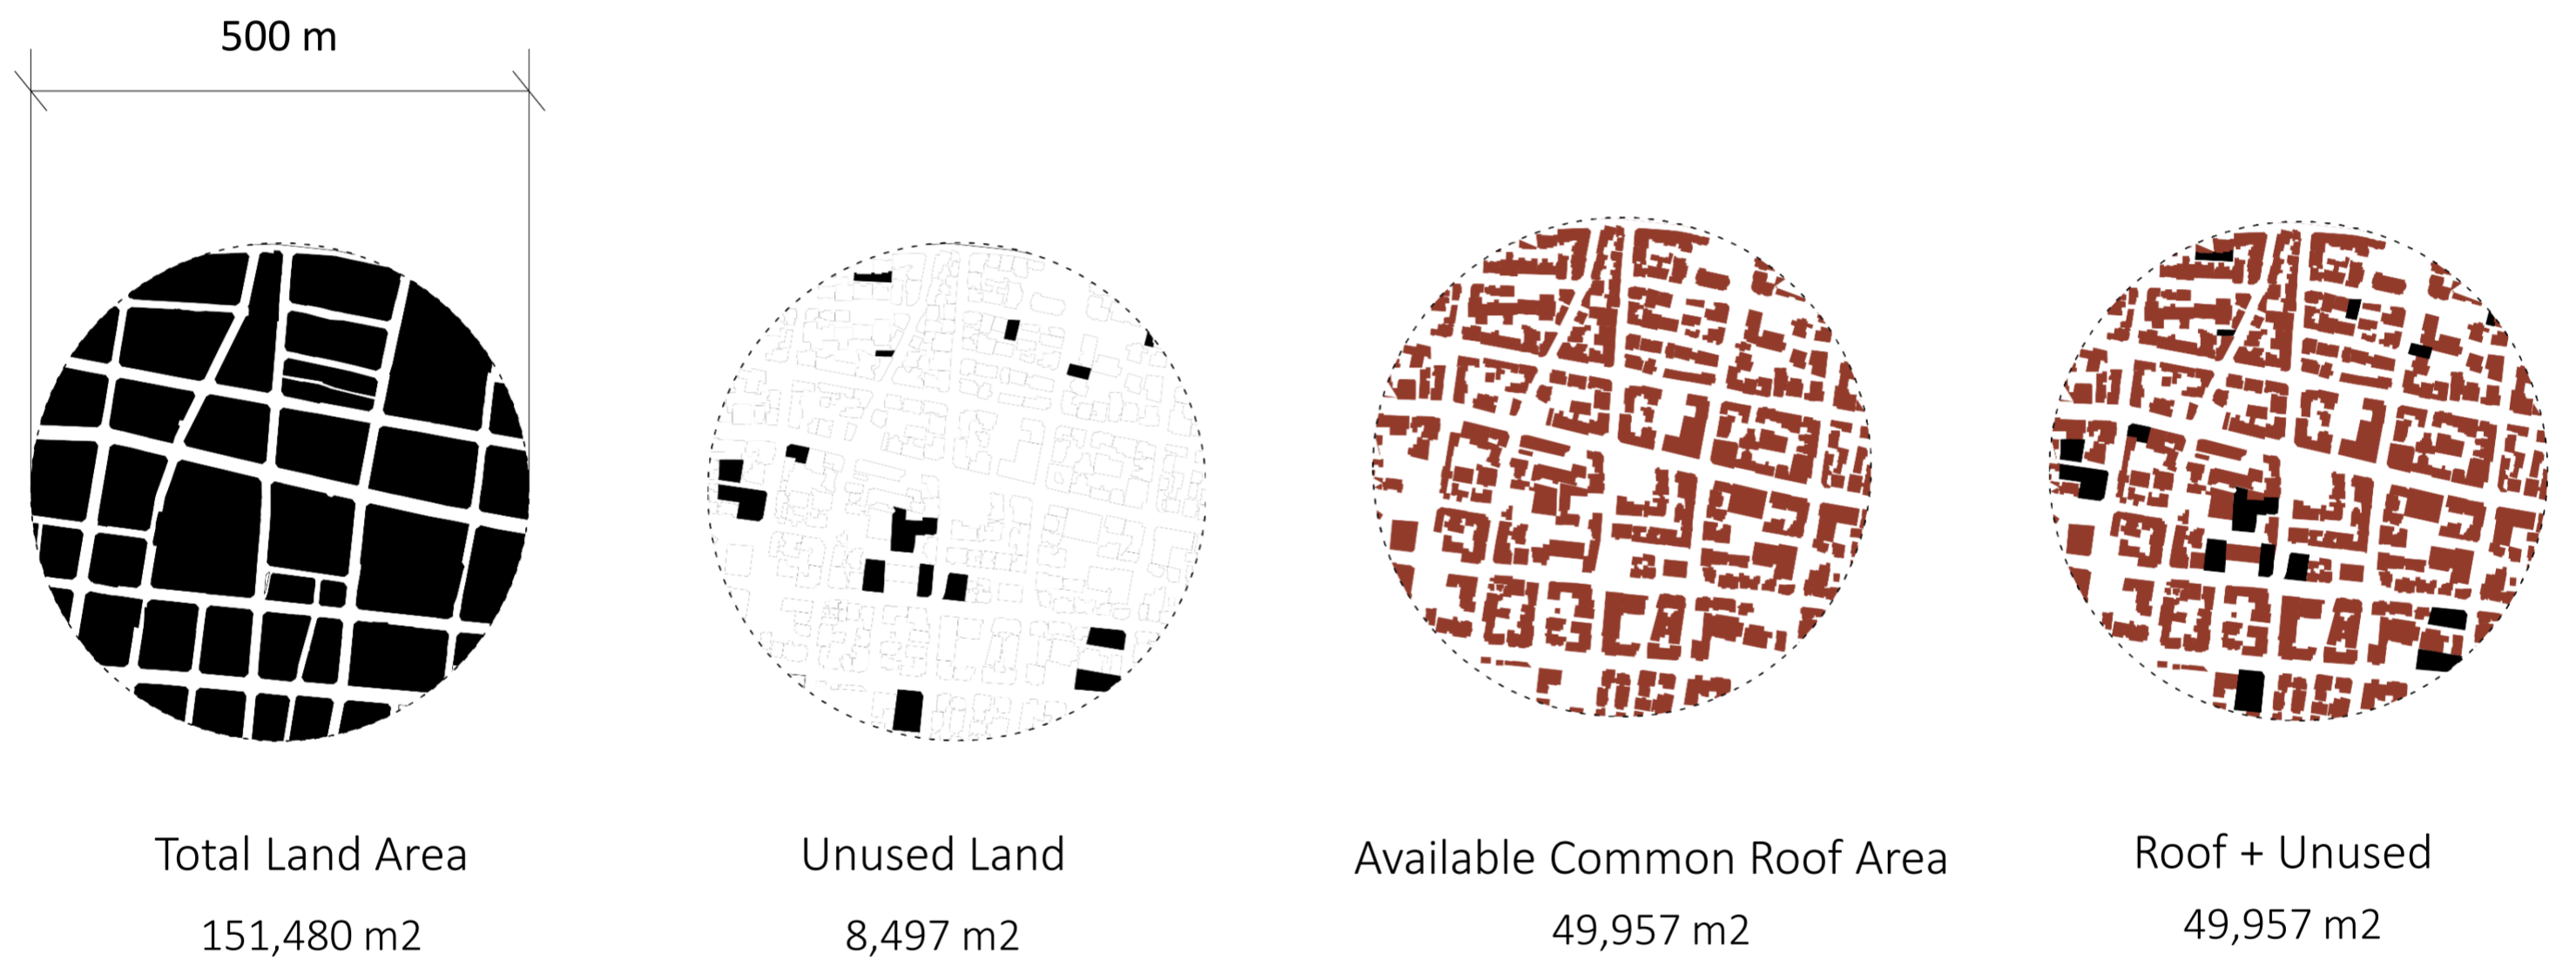 500 m
Total Land Area
151,480 m2
Unused Land
8,497 m2
Available Common Roof Area
49,957 m2
Roof + Unused
49,957 m2